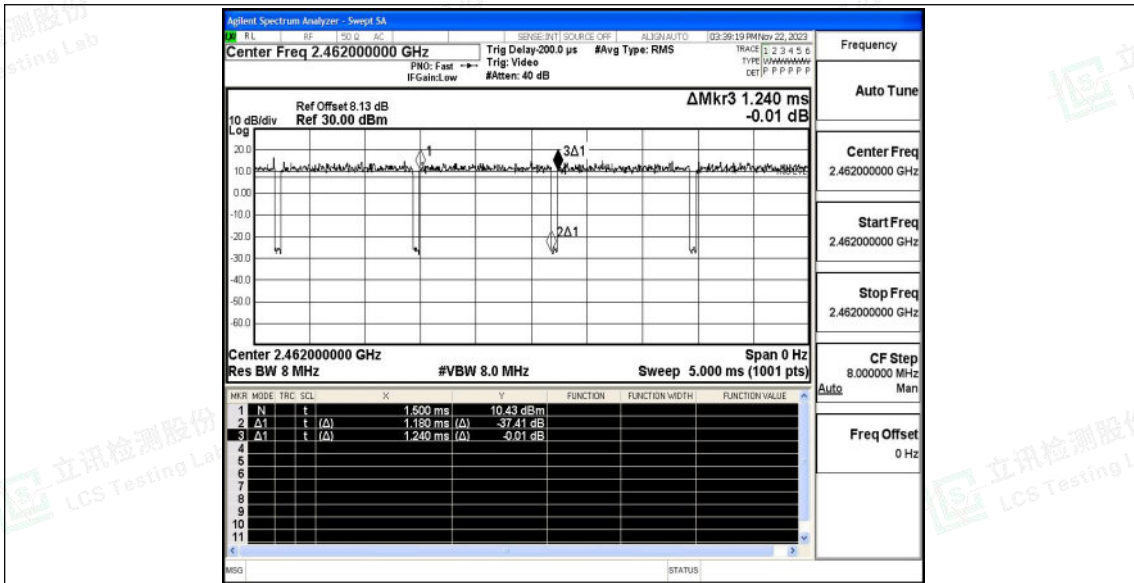 Agilent Spectrum Analyzer - Swept SA
RL RF 50 Ω AC SENSE:INT SOURCE OFF ALIGNAUTO 03:39:19 PM Nov 22, 2023
Center Freq 2.462000000 GHz
PNO: Fast
IFGain:Low
Trig Delay-200.0 µs #Avg Type: RMS
Trig: Video
#Atten: 40 dB
TRACE 1 2 3 4 5 6
TYPE
DET P P P P P P
Frequency
Auto Tune
Center Freq
2.462000000 GHz
Start Freq
2.462000000 GHz
Stop Freq
2.462000000 GHz
CF Step
8.000000 MHz
Auto Man
Freq Offset
0 Hz
ΔMkr3 1.240 ms
-0.01 dB
Ref Offset 8.13 dB
10 dB/div Ref 30.00 dBm
Log
20.0
10.0
0.00
-10.0
-20.0
-30.0
-40.0
-50.0
-60.0
1
3Δ1
2Δ1
Center 2.462000000 GHz Span 0 Hz
Res BW 8 MHz #VBW 8.0 MHz Sweep 5.000 ms (1001 pts)
MKR MODE TRC SCL X Y FUNCTION FUNCTION WIDTH FUNCTION VALUE
1 N t 1.500 ms 10.43 dBm
2 Δ1 t (Δ) 1.180 ms (Δ) -37.41 dB
3 Δ1 t (Δ) 1.240 ms (Δ) -0.01 dB
4
5
6
7
8
9
10
11
MSG STATUS
立讯检测股份
LCS Testing Lab
立讯检测股份
LCS Testing L